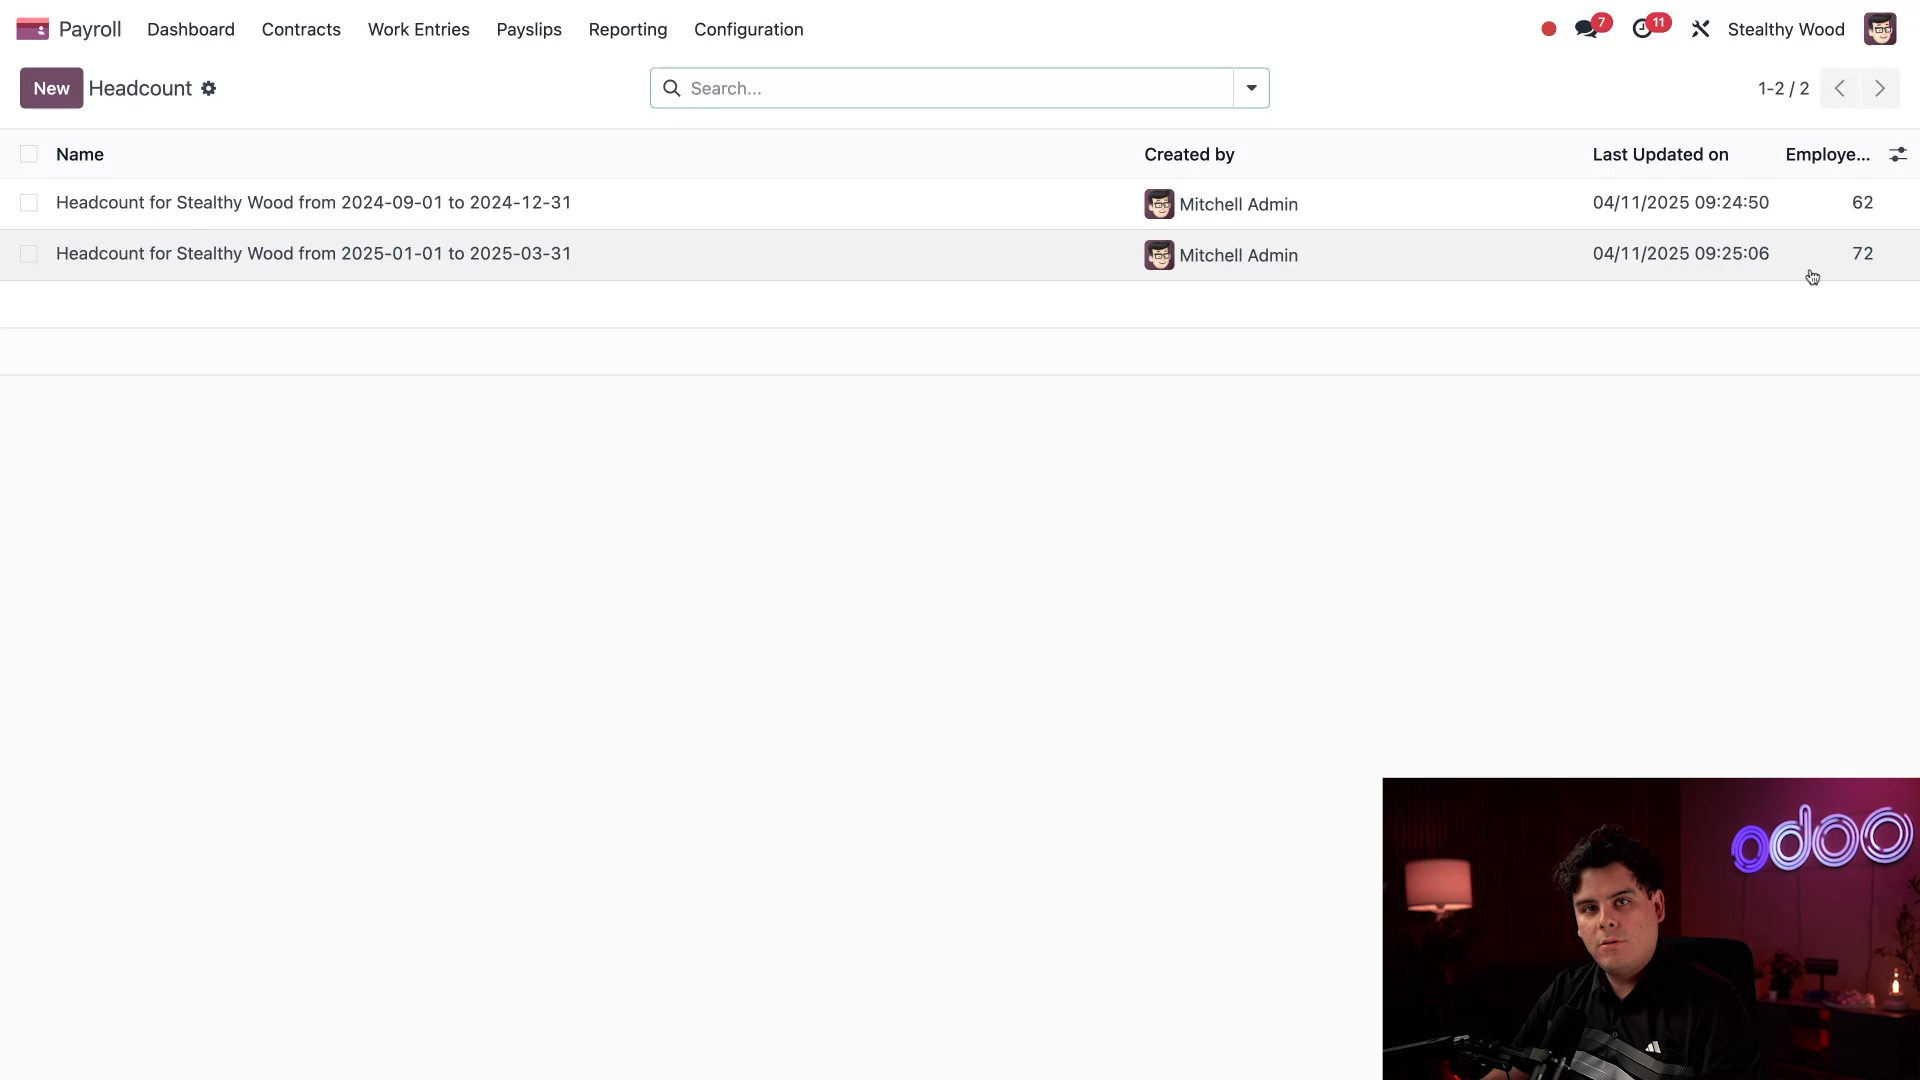 Payroll Dashboard Contracts Work Entries Payslips Reporting Configuration 7 11 Stealthy Wood
New Headcount Search... 1-2 / 2
Name Created by Last Updated on Employe...
Headcount for Stealthy Wood from 2024-09-01 to 2024-12-31 Mitchell Admin 04/11/2025 09:24:50 62
Headcount for Stealthy Wood from 2025-01-01 to 2025-03-31 Mitchell Admin 04/11/2025 09:25:06 72
odoo